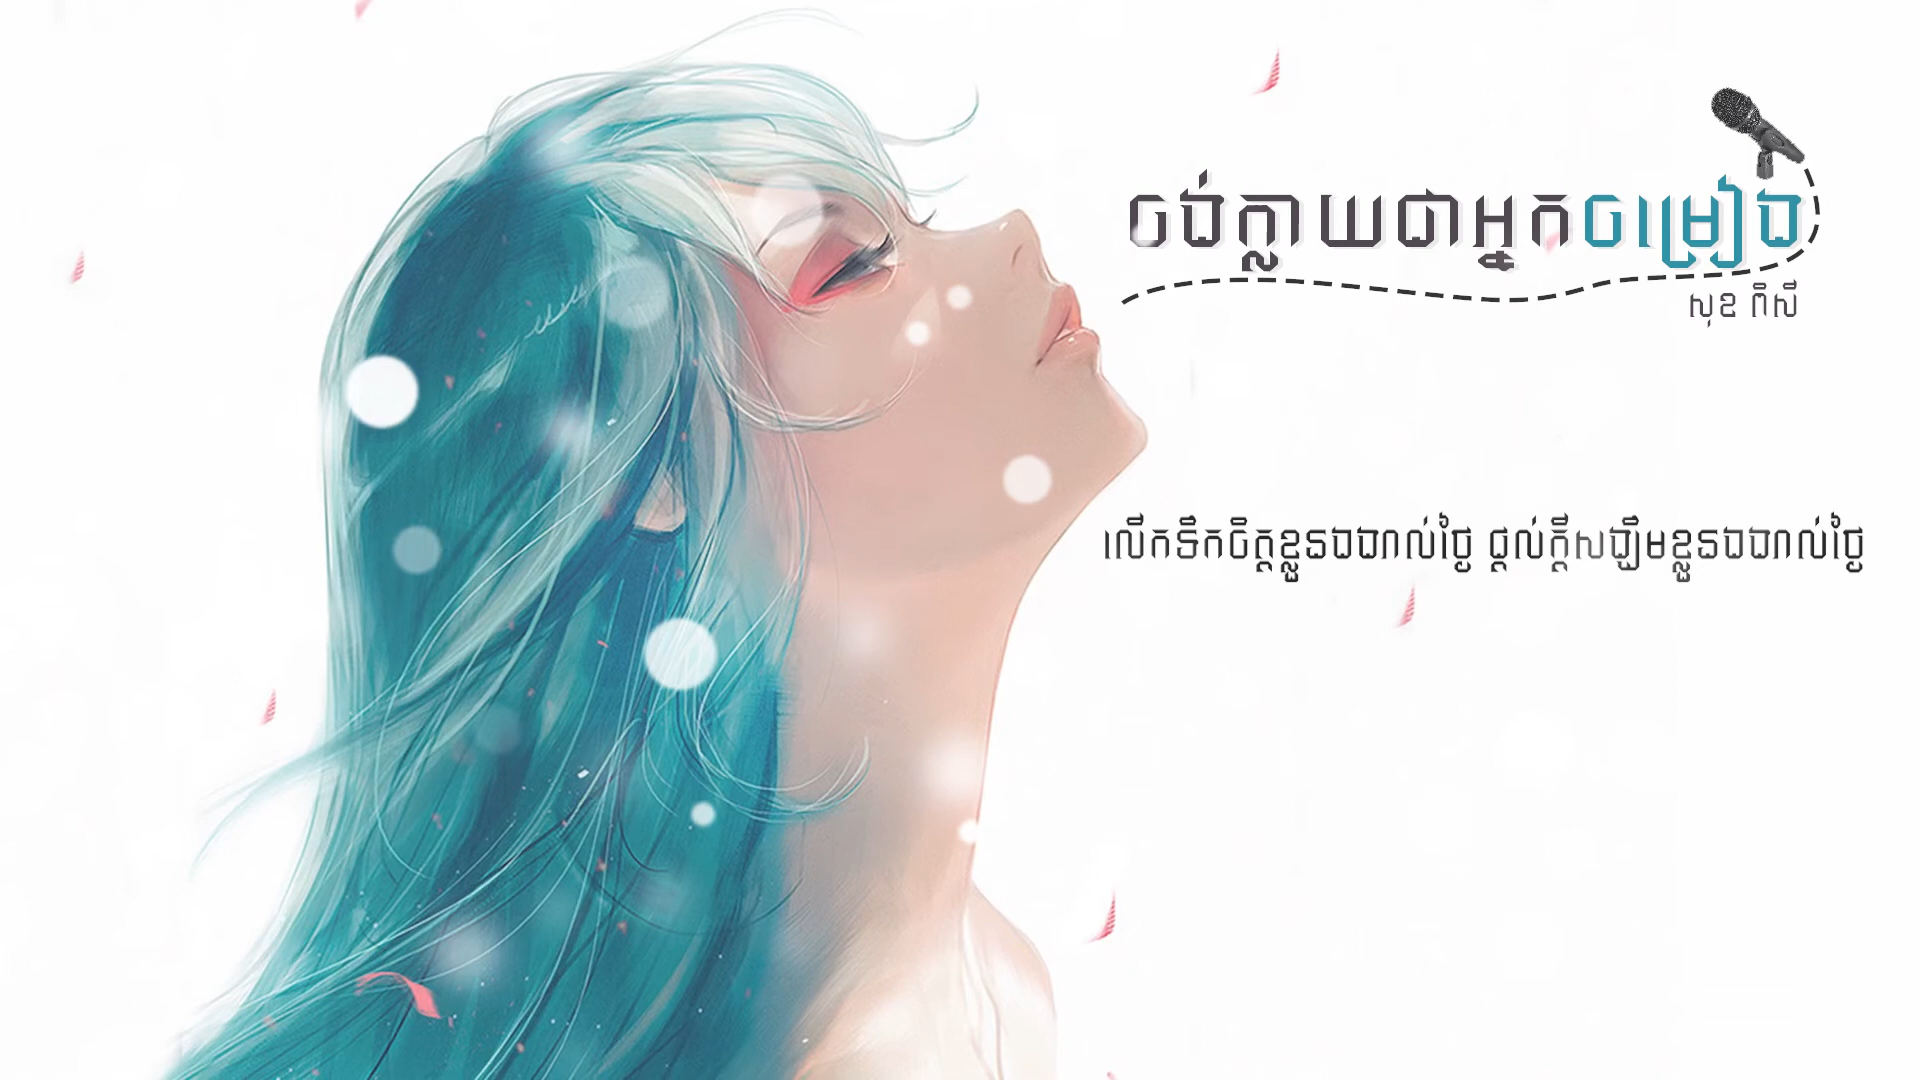 ចង់ក្លាយជាអ្នកចម្រៀង
សុខ ពិសី
លើកទឹកចិត្តខ្លួនឯងរាល់ថ្ងៃ ផ្តល់ក្តីសង្ឃឹមខ្លួនឯងរាល់ថ្ងៃ